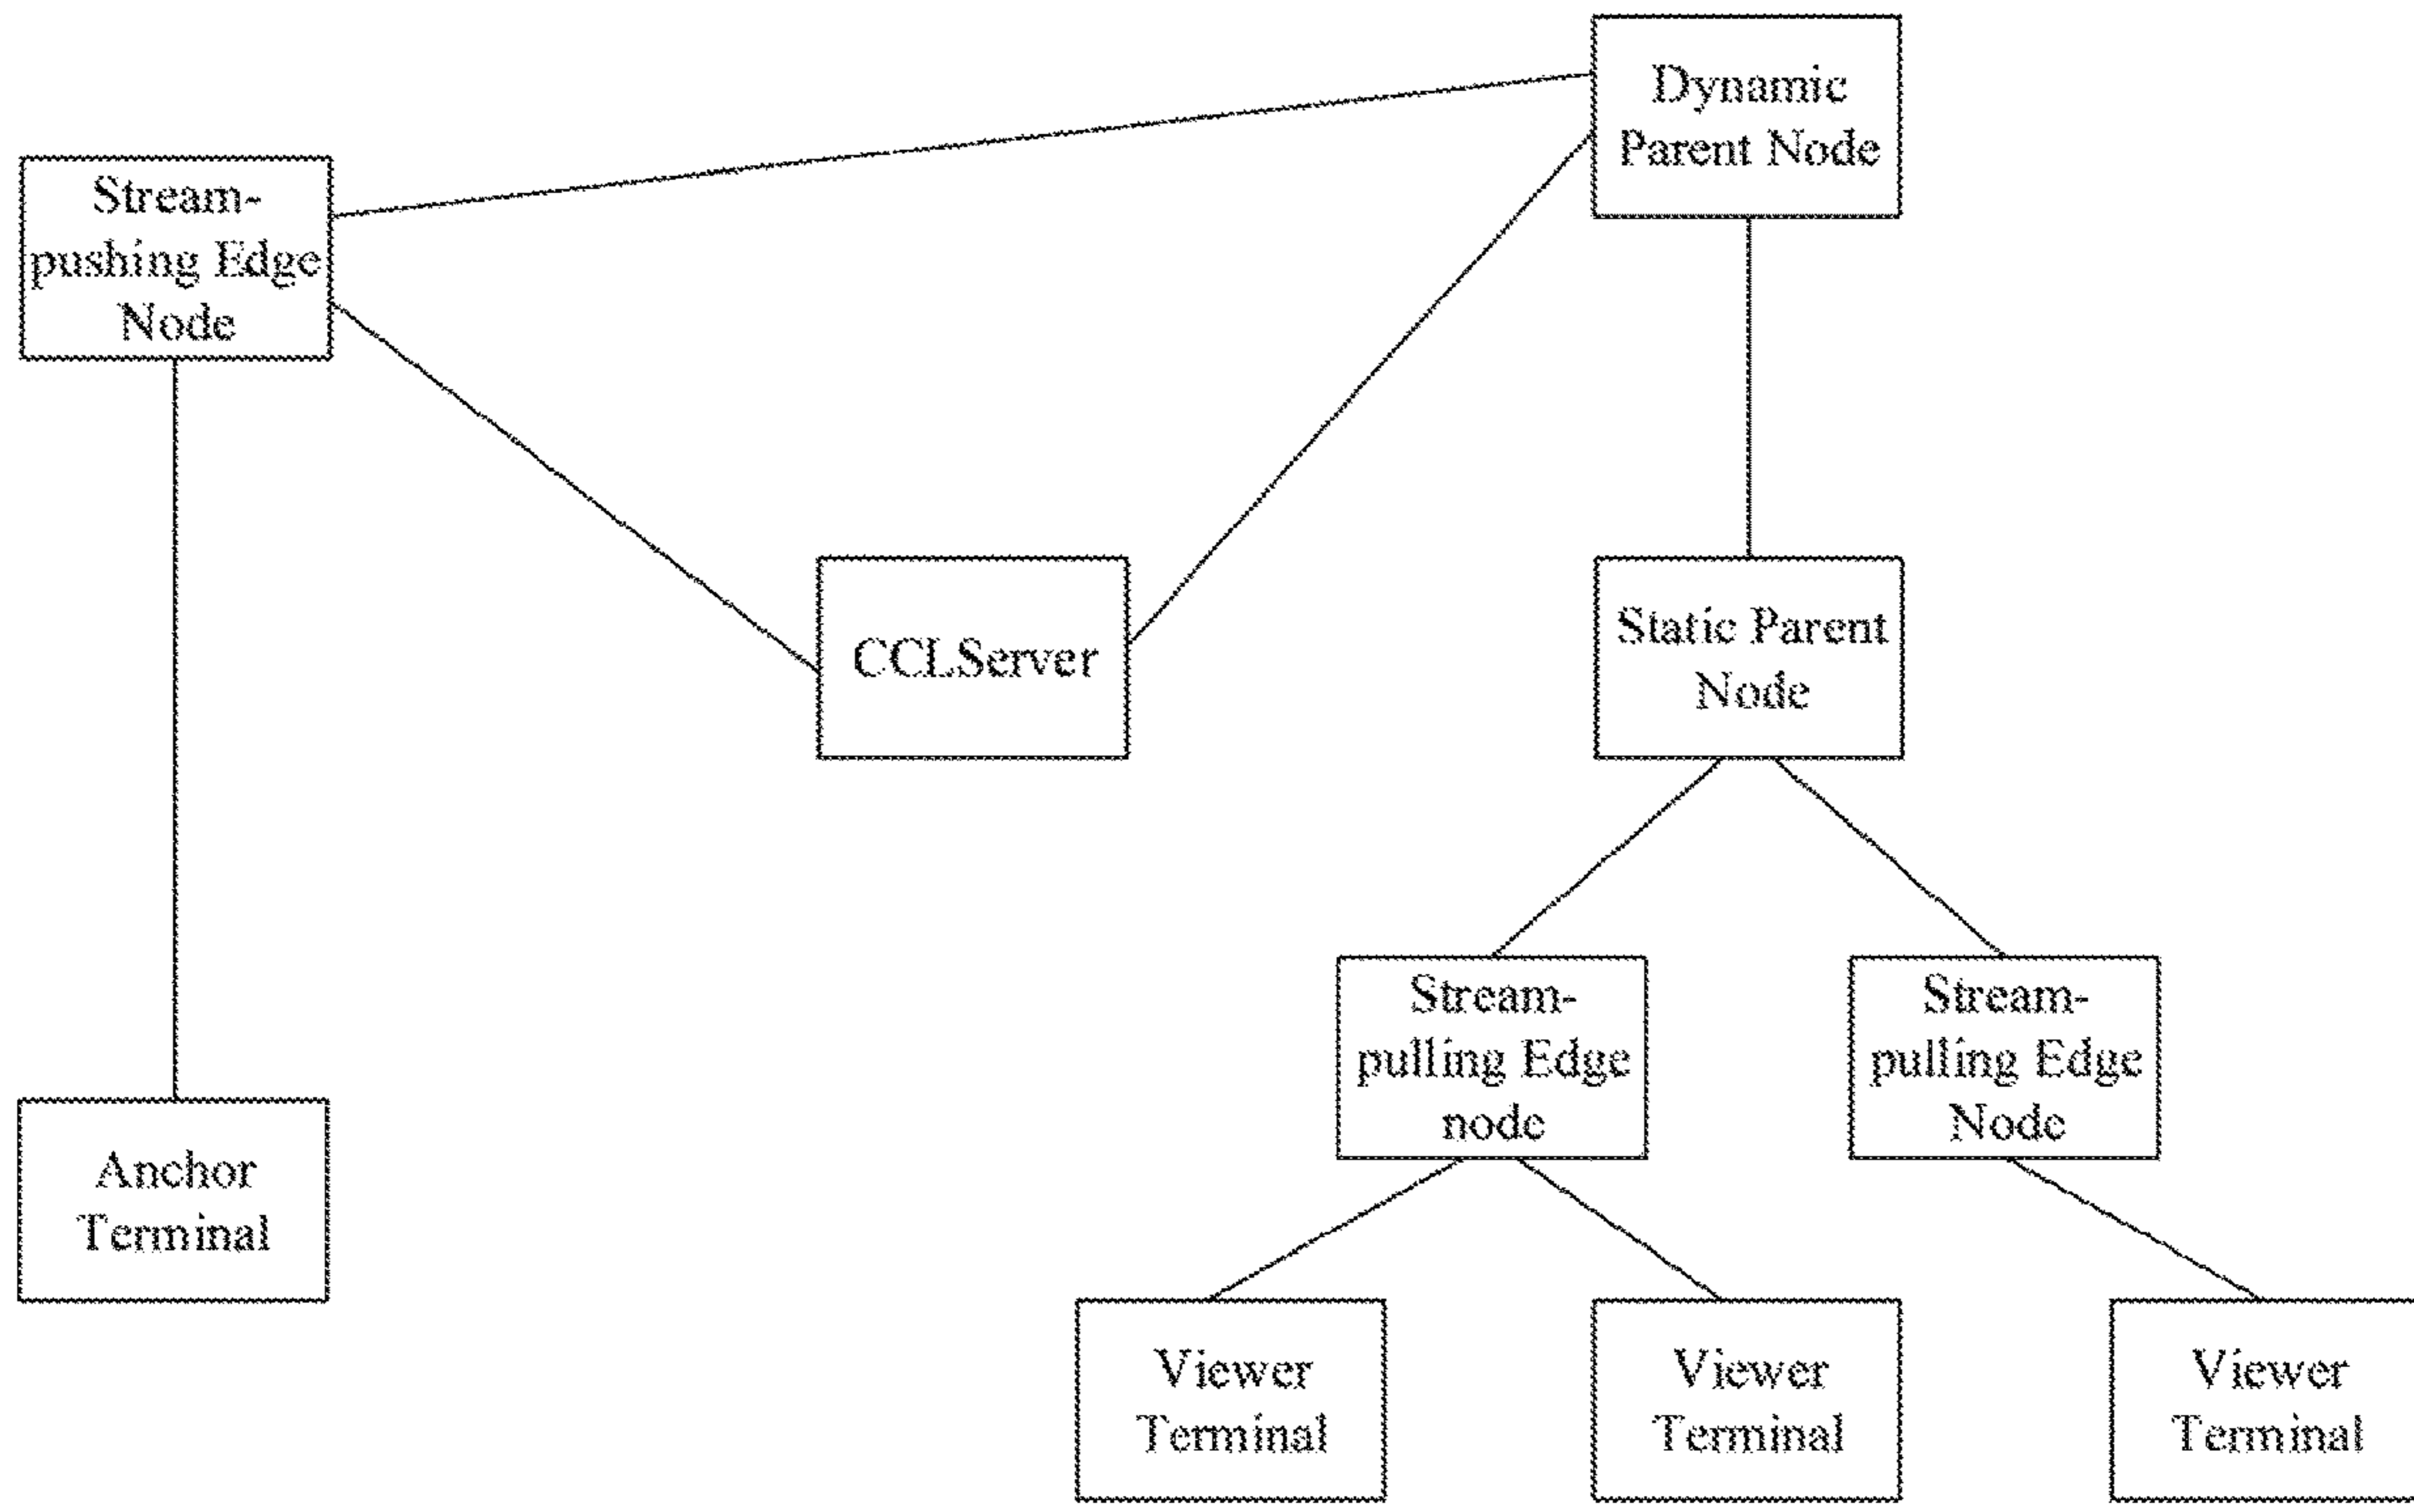 Dynamic
Parent Node
Stream-
pushing Edge
Node
CCLServer
Static Parent
Node
Stream-
pulling Edge
node
Stream-
pulling Edge
Node
Anchor
Terminal
Viewer
Terminal
Viewer
Terminal
Viewer
Terminal